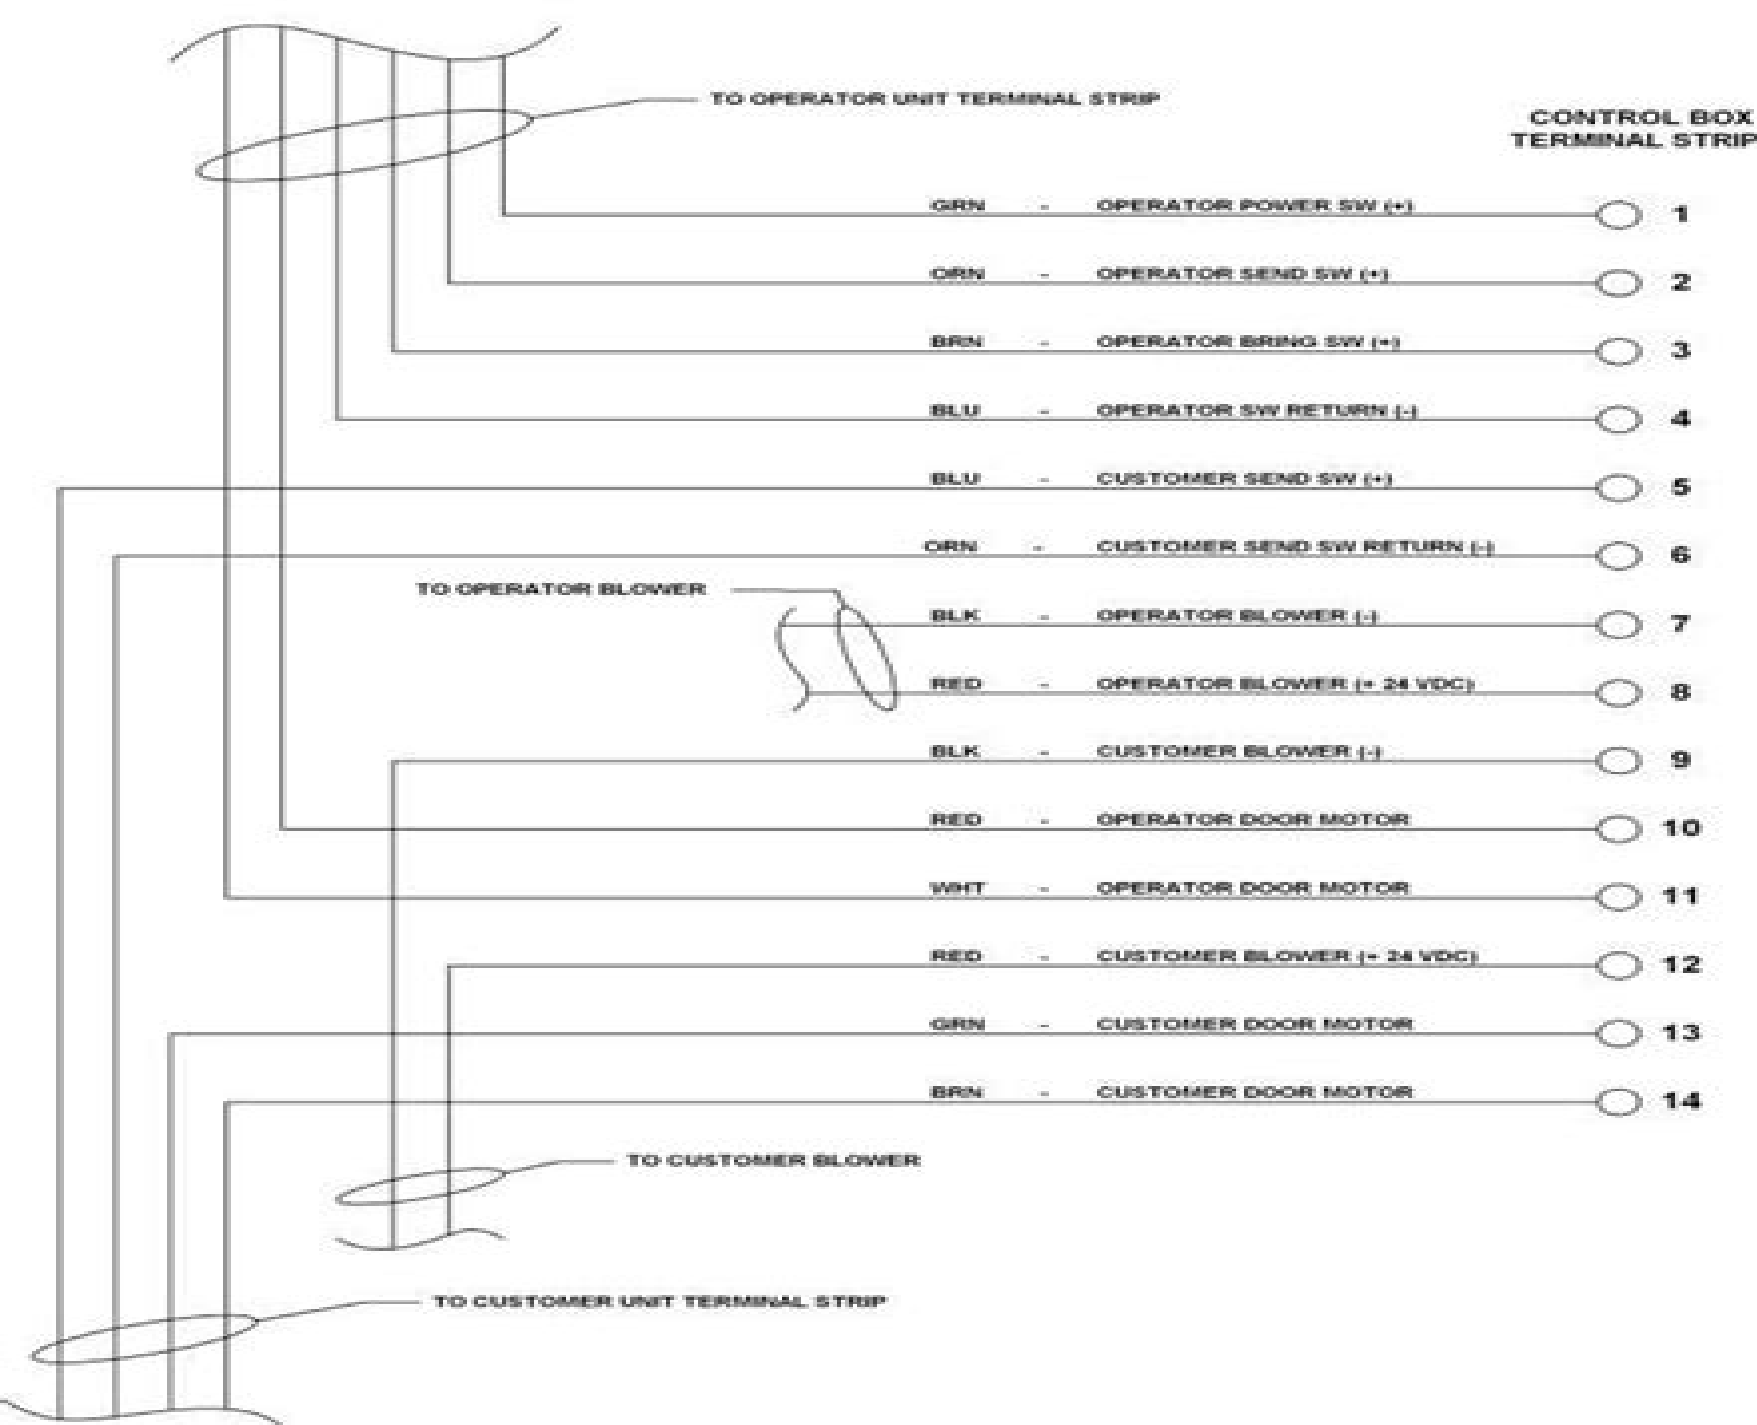 TO OPERATOR UNIT TERMINAL STRIP
CONTROL BOX
TERMINAL STRIP
GRN - OPERATOR POWER SW (+) 1
ORN - OPERATOR SEND SW (+) 2
BRN - OPERATOR BRING SW (+) 3
BLU - OPERATOR SW RETURN (-) 4
BLU - CUSTOMER SEND SW (+) 5
ORN - CUSTOMER SEND SW RETURN (-) 6
TO OPERATOR BLOWER
BLK - OPERATOR BLOWER (-) 7
RED - OPERATOR BLOWER (+ 24 VDC) 8
BLK - CUSTOMER BLOWER (-) 9
RED - OPERATOR DOOR MOTOR 10
WHT - OPERATOR DOOR MOTOR 11
RED - CUSTOMER BLOWER (+ 24 VDC) 12
GRN - CUSTOMER DOOR MOTOR 13
BRN - CUSTOMER DOOR MOTOR 14
TO CUSTOMER BLOWER
TO CUSTOMER UNIT TERMINAL STRIP